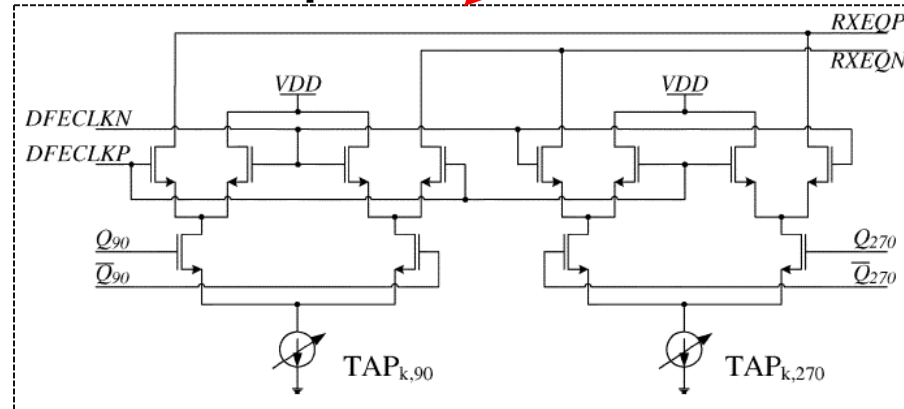 RXEQP
RXEQN
VDD
VDD
DFECLKN
DFECLKP
Q90
Q̅90
Q270
Q̅270
TAPk,90
TAPk,270